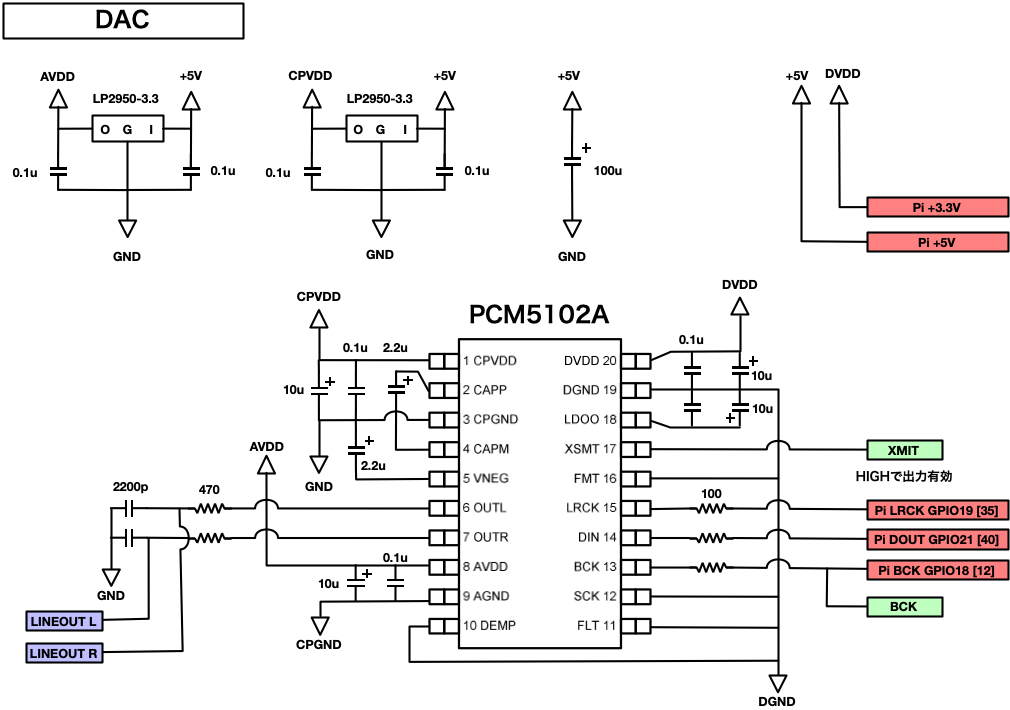 DAC
AVDD
+5V
LP2950-3.3
O G I
0.1u
0.1u
GND
CPVDD
+5V
LP2950-3.3
O G I
0.1u
0.1u
GND
+5V
+
100u
GND
+5V
DVDD
Pi +3.3V
Pi +5V
PCM5102A
CPVDD
0.1u
2.2u
10u
+
+
+
2.2u
GND
AVDD
2200p
470
GND
LINEOUT L
LINEOUT R
10u
+
0.1u
CPGND
1 CPVDD
2 CAPP
3 CPGND
4 CAPM
5 VNEG
6 OUTL
7 OUTR
8 AVDD
9 AGND
10 DEMP
DVDD 20
DGND 19
LDOO 18
XSMT 17
FMT 16
LRCK 15
DIN 14
BCK 13
SCK 12
FLT 11
DVDD
0.1u
+
10u
10u
+
XMIT
HIGHで出力有効
100
Pi LRCK GPIO19 [35]
Pi DOUT GPIO21 [40]
Pi BCK GPIO18 [12]
BCK
DGND